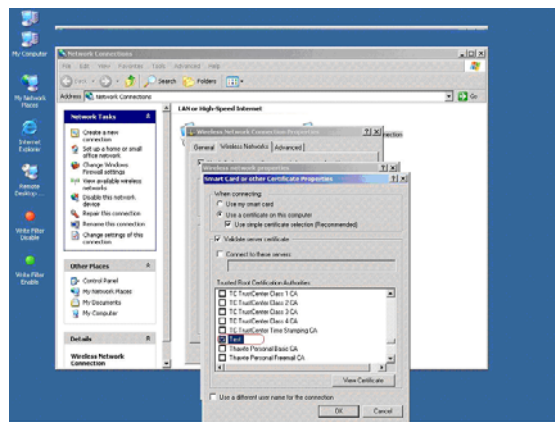 My Computer
My Network
Places
Internet
Explorer
Remote
Desktop...
Write Filter
Disable
Write Filter
Enable
Network Connections
File Edit View Favorites Tools Advanced Help
Search Folders
Address Network Connections
Go
Network Tasks
Create a new
connection
Set up a home or small
office network
Change Windows
Firewall settings
View available wireless
networks
Disable this network
device
Repair this connection
Rename this connection
Change settings of this
connection
Other Places
Control Panel
My Network Places
My Documents
My Computer
Details
Wireless Network
Connection
LAN or High-Speed Internet
Wireless Network Connection Properties
General Wireless Networks Advanced
Wireless network properties
Smart Card or other Certificate Properties
When connecting:
Use my smart card
Use a certificate on this computer
Use simple certificate selection (Recommended)
Validate server certificate
Connect to these servers:
Trusted Root Certification Authorities:
TC TrustCenter Class 1 CA
TC TrustCenter Class 2 CA
TC TrustCenter Class 3 CA
TC TrustCenter Class 4 CA
TC TrustCenter Time Stamping CA
Test
Thawte Personal Basic CA
Thawte Personal Freemail CA
View Certificate
Use a different user name for the connection
OK Cancel